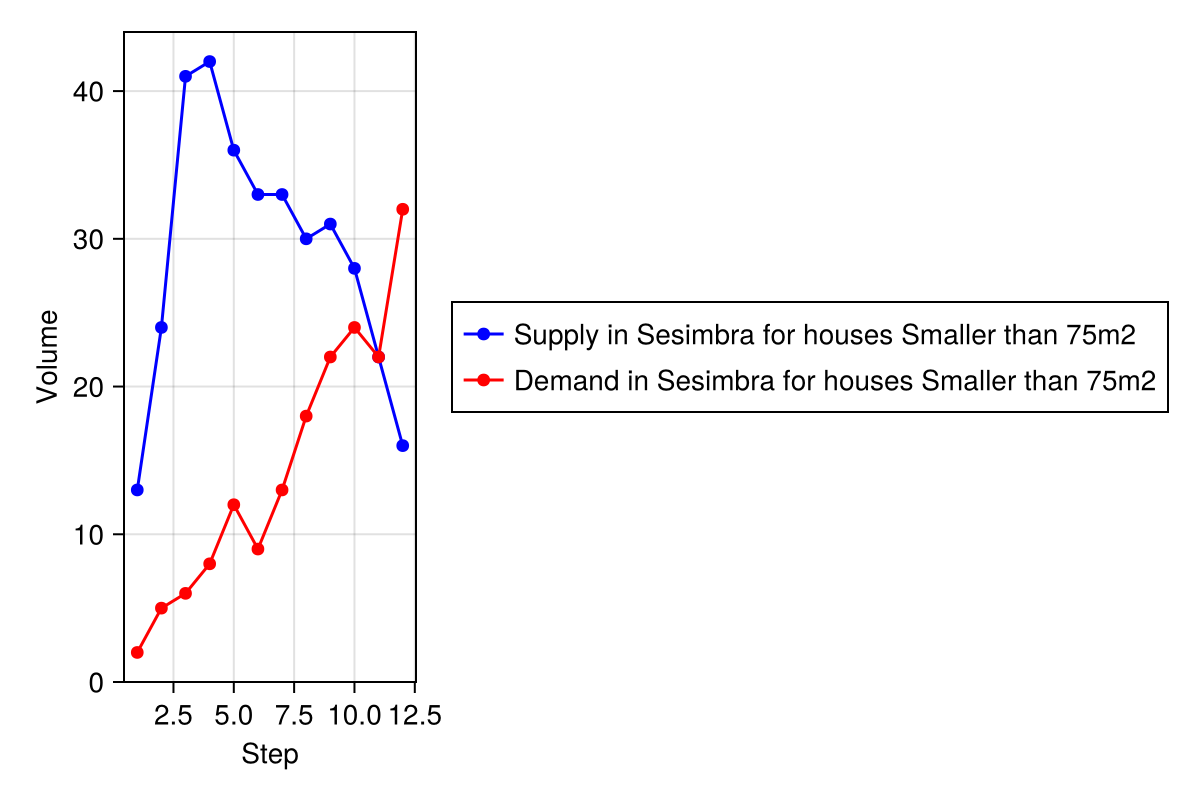 40
30
20
10
0
Volume
2.5 5.0 7.5 10.0 12.5
Step
Supply in Sesimbra for houses Smaller than 75m2
Demand in Sesimbra for houses Smaller than 75m2